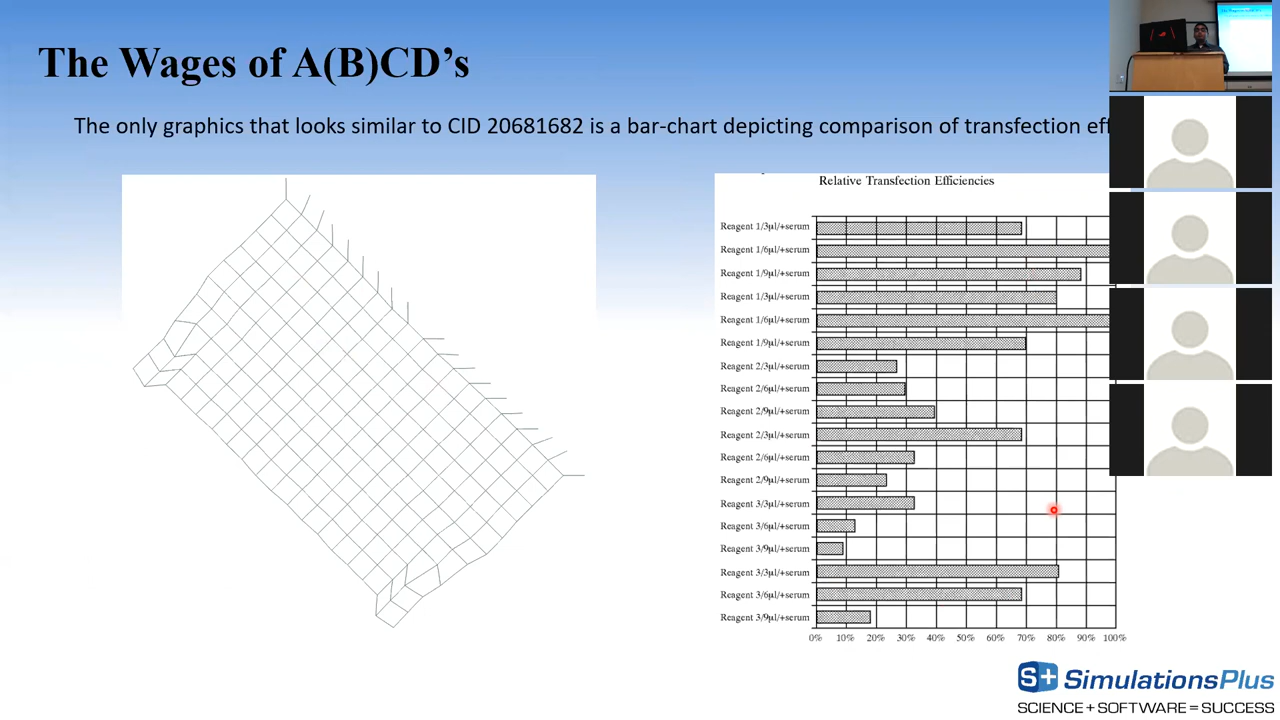 The Wages of A(B)CD's
The only graphics that looks similar to CID 20681682 is a bar-chart depicting comparison of transfection
Relative Transfection Efficiencies
Reagent 1/3μl/+serum
Reagent 1/6μl/+serum
Reagent 1/9μl/+serum
Reagent 1/3μl/+serum
Reagent 1/6μl/+serum
Reagent 1/9μl/+serum
Reagent 2/3μl/+serum
Reagent 2/6μl/+serum
Reagent 2/9μl/+serum
Reagent 2/3μl/+serum
Reagent 2/6μl/+serum
Reagent 2/9μl/+serum
Reagent 3/3μl/+serum
Reagent 3/6μl/+serum
Reagent 3/9μl/+serum
Reagent 3/3μl/+serum
Reagent 3/6μl/+serum
Reagent 3/9μl/+serum
0% 10% 20% 30% 40% 50% 60% 70% 80% 90% 100%
S+ SimulationsPlus
SCIENCE + SOFTWARE = SUCCESS